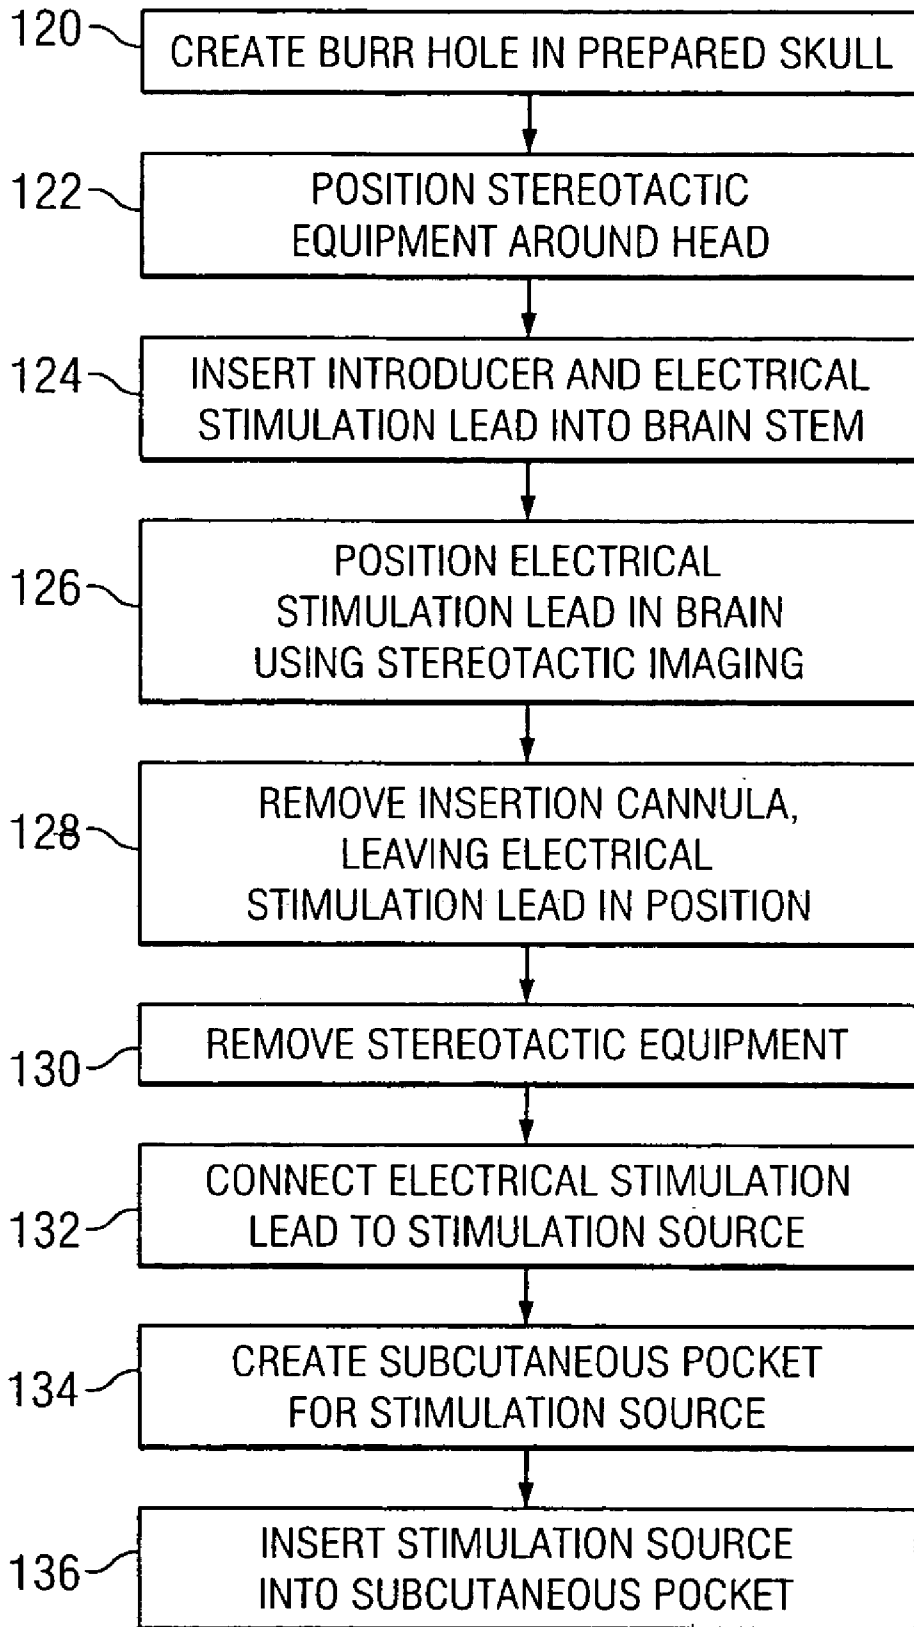 120
CREATE BURR HOLE IN PREPARED SKULL
122
POSITION STEREOTACTIC
EQUIPMENT AROUND HEAD
124
INSERT INTRODUCER AND ELECTRICAL
STIMULATION LEAD INTO BRAIN STEM
126
POSITION ELECTRICAL
STIMULATION LEAD IN BRAIN
USING STEREOTACTIC IMAGING
128
REMOVE INSERTION CANNULA,
LEAVING ELECTRICAL
STIMULATION LEAD IN POSITION
130
REMOVE STEREOTACTIC EQUIPMENT
132
CONNECT ELECTRICAL STIMULATION
LEAD TO STIMULATION SOURCE
134
CREATE SUBCUTANEOUS POCKET
FOR STIMULATION SOURCE
136
INSERT STIMULATION SOURCE
INTO SUBCUTANEOUS POCKET